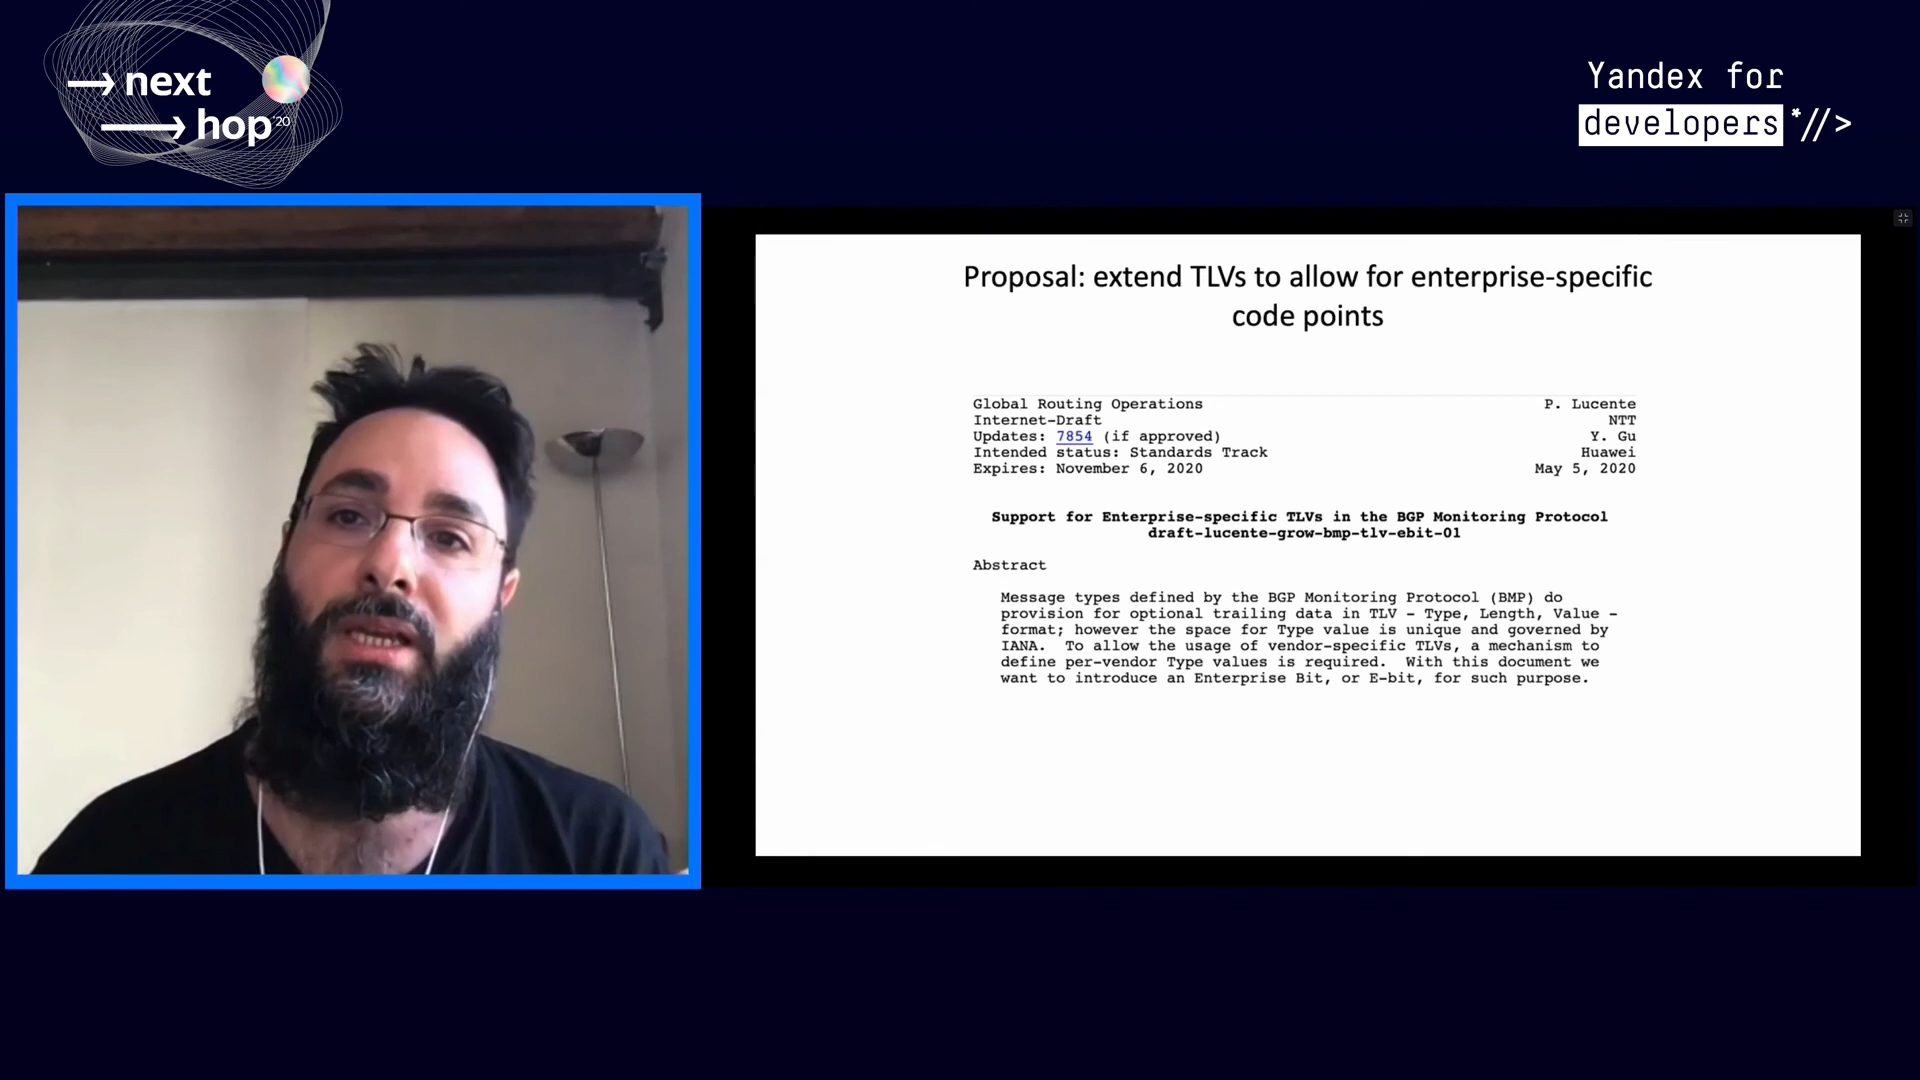 next
hop'20
Yandex for
developers*//>
Proposal: extend TLVs to allow for enterprise-specific
code points
Global Routing Operations P. Lucente
Internet-Draft NTT
Updates: 7854 (if approved) Y. Gu
Intended status: Standards Track Huawei
Expires: November 6, 2020 May 5, 2020
Support for Enterprise-specific TLVs in the BGP Monitoring Protocol
draft-lucente-grow-bmp-tlv-ebit-01
Abstract
Message types defined by the BGP Monitoring Protocol (BMP) do
provision for optional trailing data in TLV - Type, Length, Value -
format; however the space for Type value is unique and governed by
IANA. To allow the usage of vendor-specific TLVs, a mechanism to
define per-vendor Type values is required. With this document we
want to introduce an Enterprise Bit, or E-bit, for such purpose.